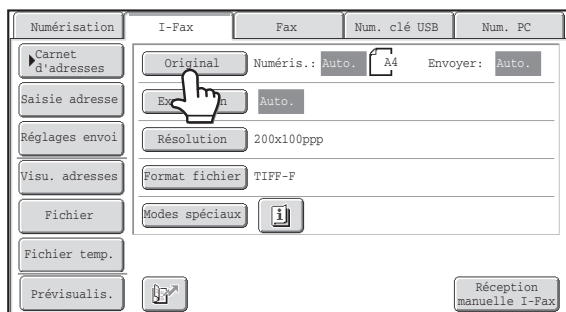 Numérisation
I-Fax
Fax
Num. clé USB
Num. PC
Carnet
d'adresses
Original
Numéris.: Auto. A4 Envoyer: Auto.
Saisie adresse
Auto.
Réglages envoi
Résolution
200x100ppp
Visu. adresses
Format fichier
TIFF-F
Fichier
Modes spéciaux
Fichier temp.
Prévisualis.
Réception
manuelle I-Fax